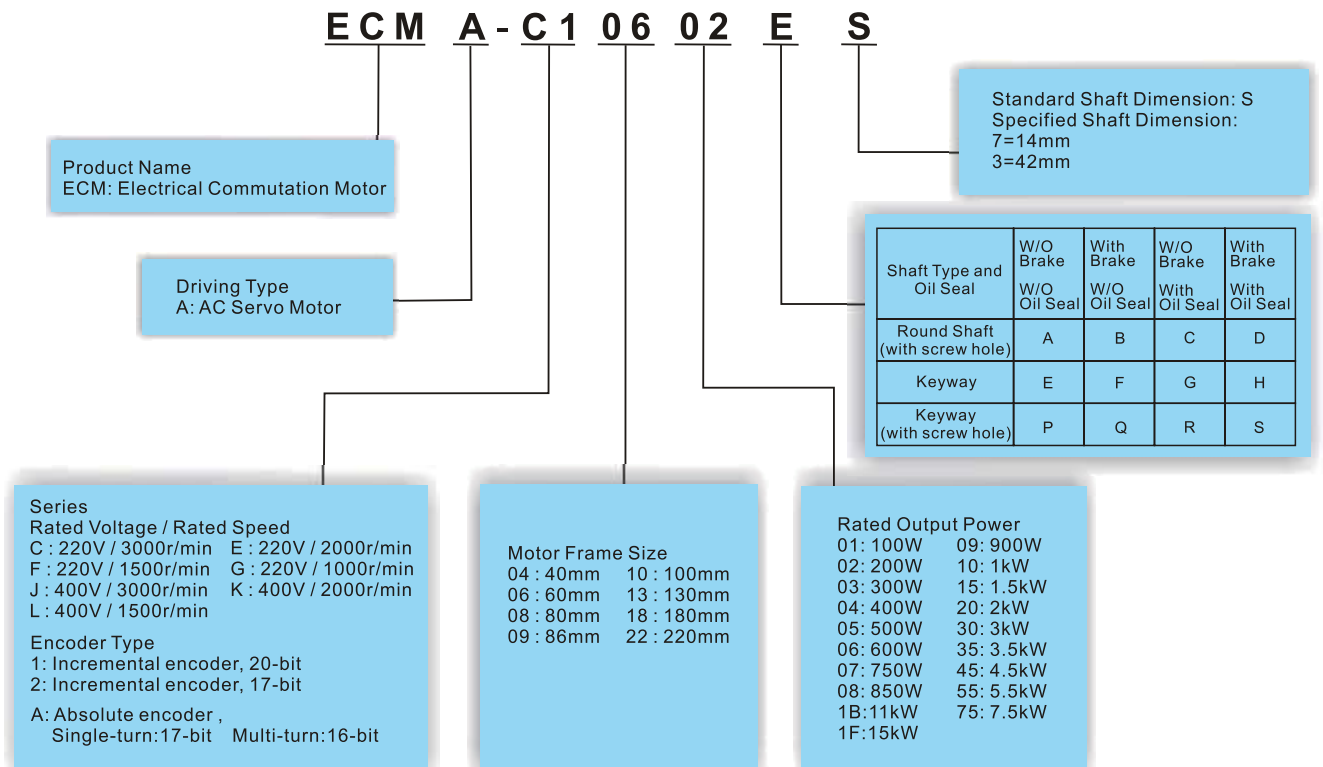 ECM A-C1 06 02 E S
Standard Shaft Dimension: S
Specified Shaft Dimension:
7=14mm
3=42mm
Product Name
ECM: Electrical Commutation Motor
Driving Type
A: AC Servo Motor
Shaft Type and Oil Seal | W/O Brake W/O Oil Seal | With Brake W/O Oil Seal | W/O Brake With Oil Seal | With Brake With Oil Seal
Round Shaft (with screw hole) | A | B | C | D
Keyway | E | F | G | H
Keyway (with screw hole) | P | Q | R | S
Series
Rated Voltage / Rated Speed
C : 220V / 3000r/min E : 220V / 2000r/min
F : 220V / 1500r/min G : 220V / 1000r/min
J : 400V / 3000r/min K : 400V / 2000r/min
L : 400V / 1500r/min
Encoder Type
1: Incremental encoder, 20-bit
2: Incremental encoder, 17-bit
A: Absolute encoder ,
Single-turn:17-bit Multi-turn:16-bit
Motor Frame Size
04 : 40mm 10 : 100mm
06 : 60mm 13 : 130mm
08 : 80mm 18 : 180mm
09 : 86mm 22 : 220mm
Rated Output Power
01: 100W 09: 900W
02: 200W 10: 1kW
03: 300W 15: 1.5kW
04: 400W 20: 2kW
05: 500W 30: 3kW
06: 600W 35: 3.5kW
07: 750W 45: 4.5kW
08: 850W 55: 5.5kW
1B:11kW 75: 7.5kW
1F:15kW